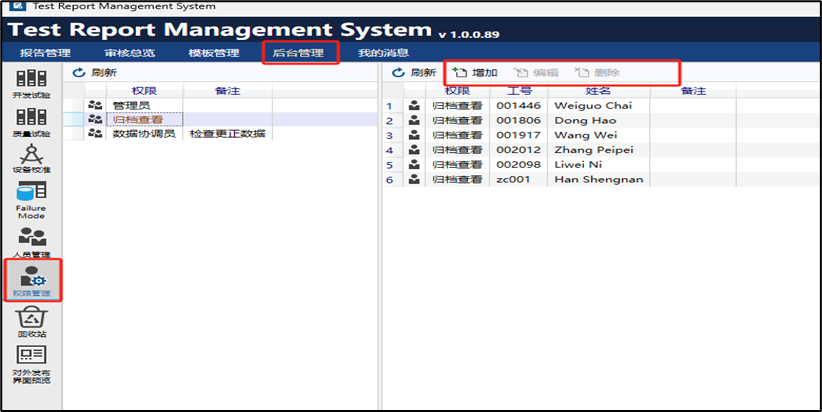 Test Report Management System
Test Report Management System v 1.0.0.89
报告管理 审核总览 模板管理 后台管理 我的消息
开发试验
质量试验
设备校准
Failure
Mode
人员管理
权限管理
回收站
对外发布
界面预览
刷新
权限 备注
管理员
归档查看
数据协调员 检查更正数据
刷新 增加 编辑 删除
权限 工号 姓名 备注
1 归档查看 001446 Weiguo Chai
2 归档查看 001806 Dong Hao
3 归档查看 001917 Wang Wei
4 归档查看 002012 Zhang Peipei
5 归档查看 002098 Liwei Ni
6 归档查看 zc001 Han Shengnan